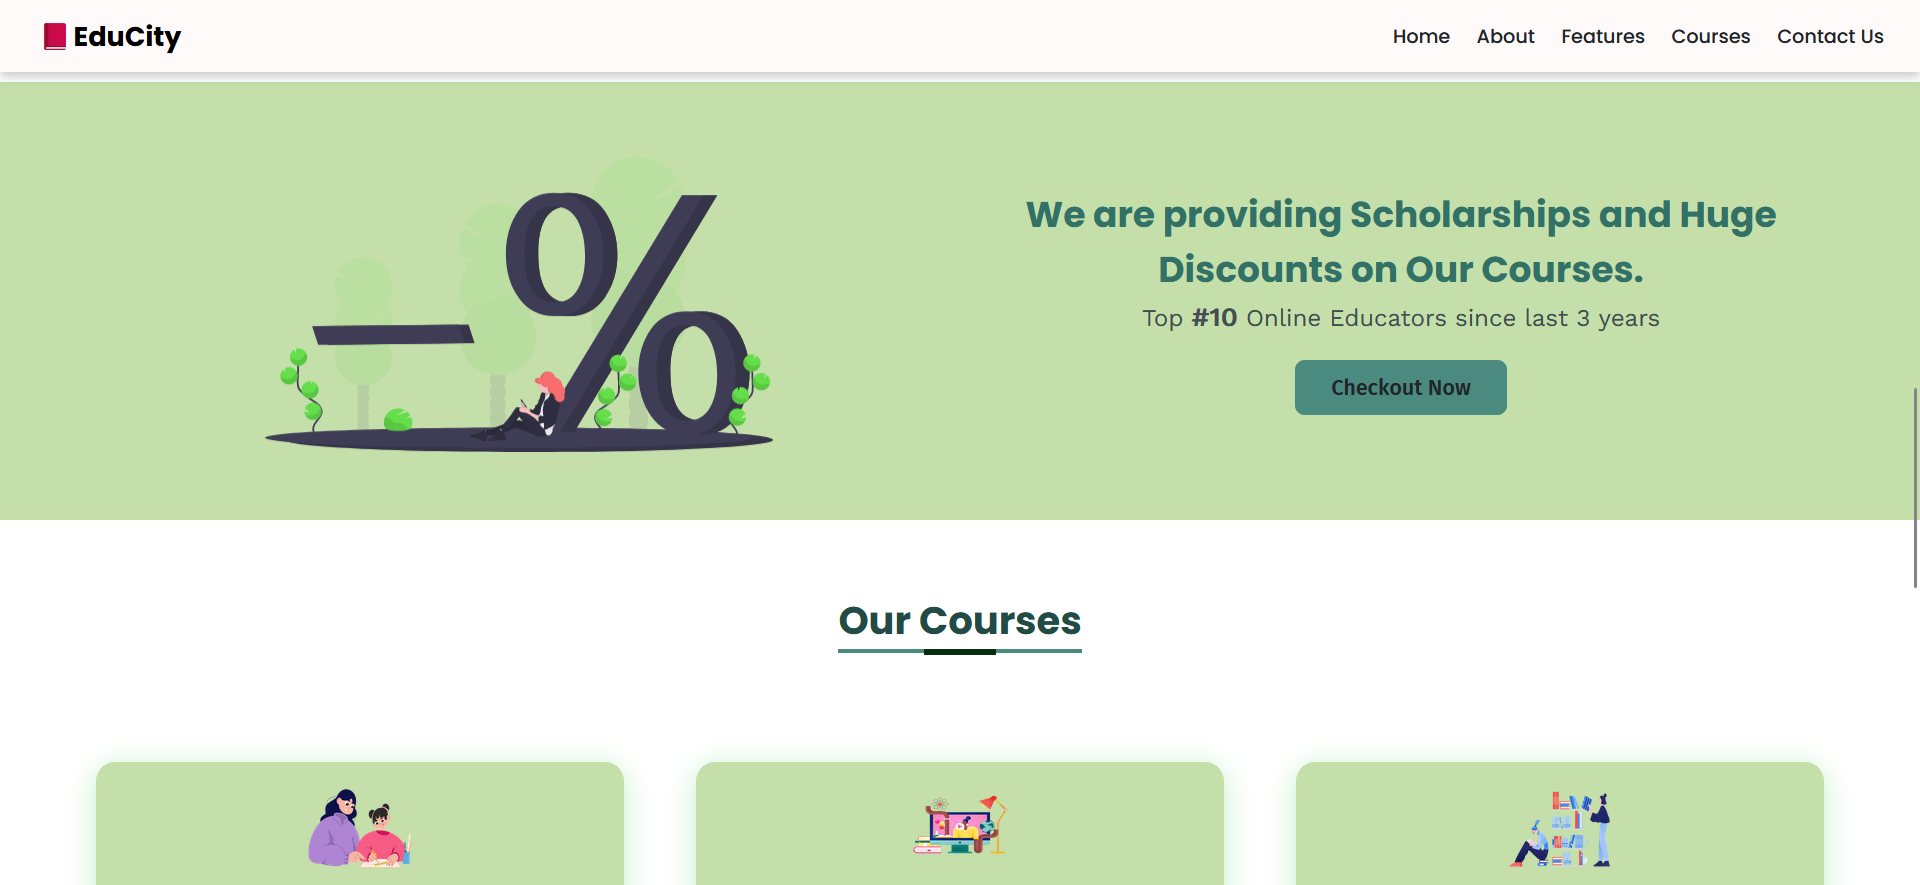 EduCity
Home About Features Courses Contact Us
We are providing Scholarships and Huge
Discounts on Our Courses.
Top #10 Online Educators since last 3 years
Checkout Now
Our Courses